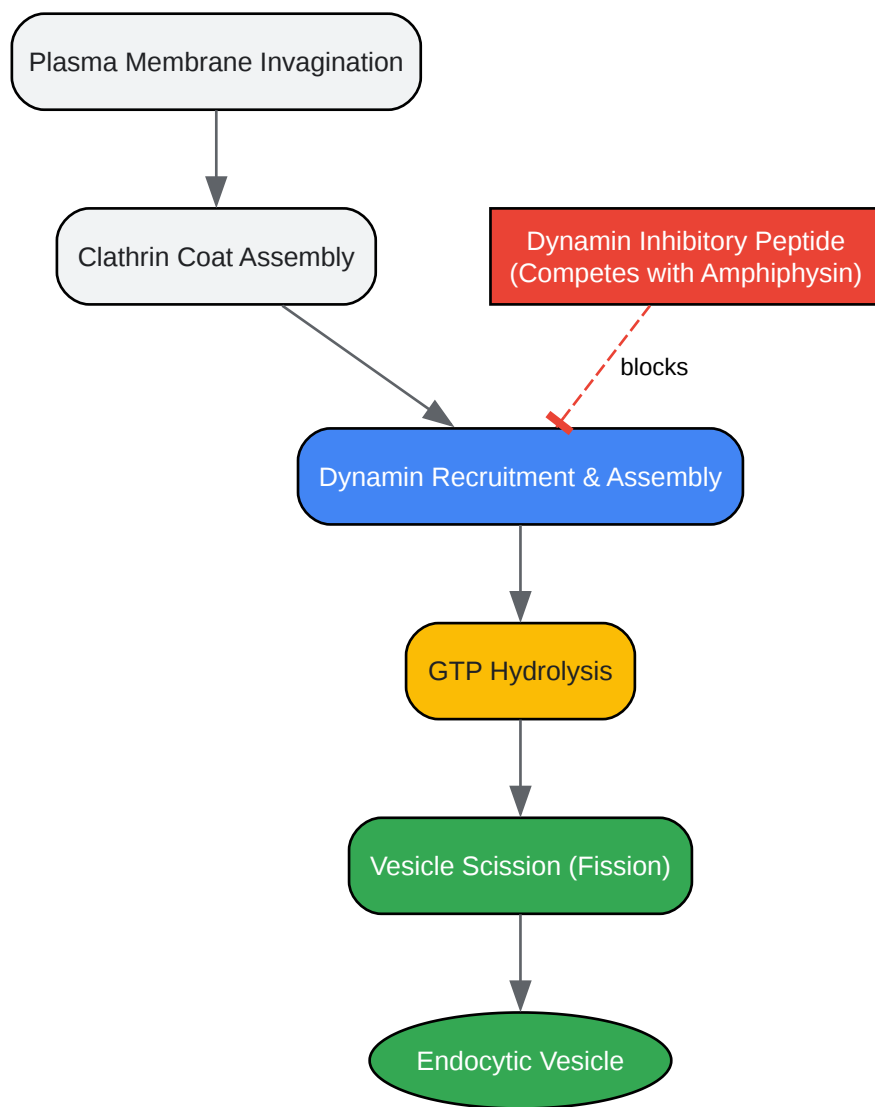 Plasma Membrane Invagination
Clathrin Coat Assembly
Dynamin Inhibitory Peptide
(Competes with Amphiphysin)
blocks
Dynamin Recruitment & Assembly
GTP Hydrolysis
Vesicle Scission (Fission)
Endocytic Vesicle